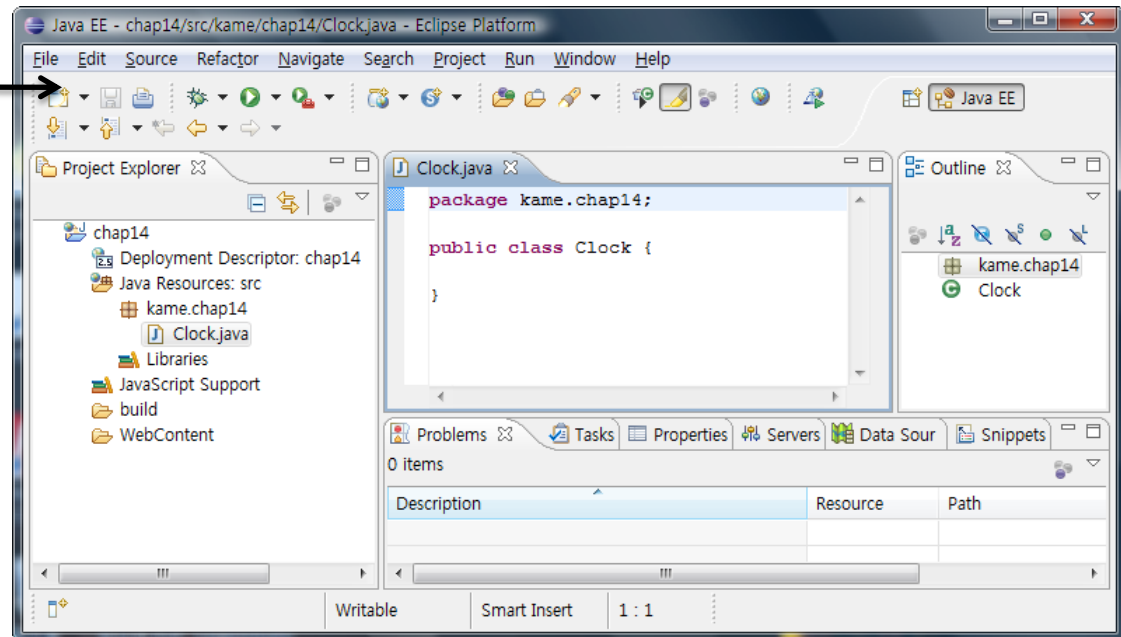 Java EE - chap14/src/kame/chap14/Clock.java - Eclipse Platform
File Edit Source Refactor Navigate Search Project Run Window Help
Java EE
Project Explorer
chap14
Deployment Descriptor: chap14
Java Resources: src
kame.chap14
Clock.java
Libraries
JavaScript Support
build
WebContent
Clock.java
package kame.chap14;
public class Clock {
}
Outline
kame.chap14
Clock
Problems Tasks Properties Servers Data Sour Snippets
0 items
Description Resource Path
Writable Smart Insert 1 : 1